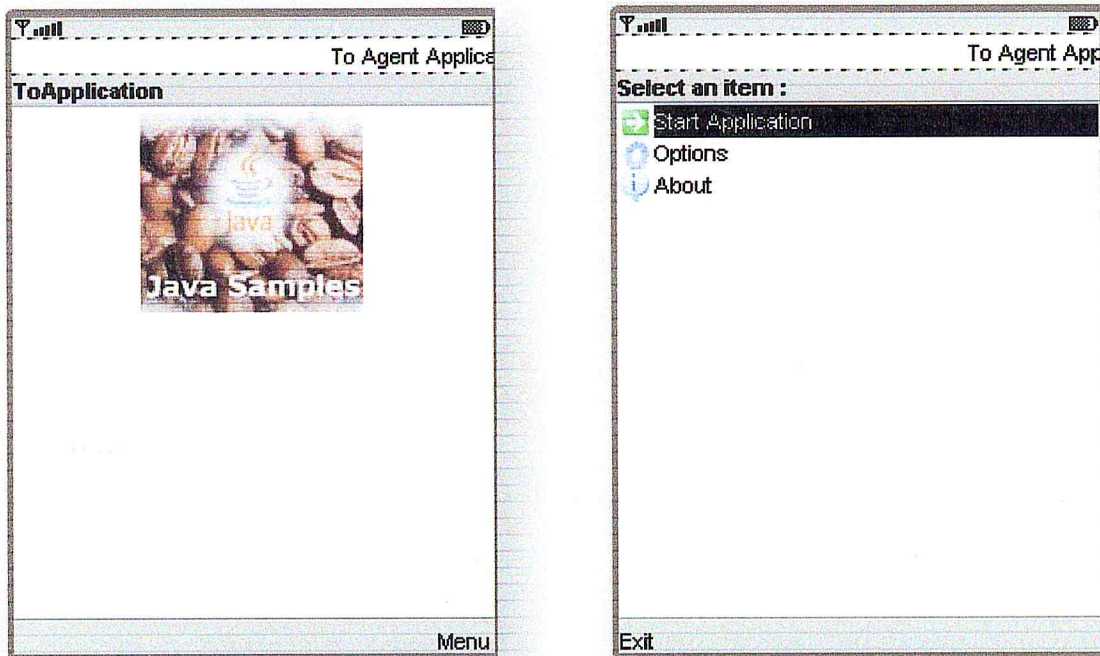 To Agent Applica
ToApplication
Java
Java Samples
Menu
To Agent App
Select an item :
Start Application
Options
About
Exit